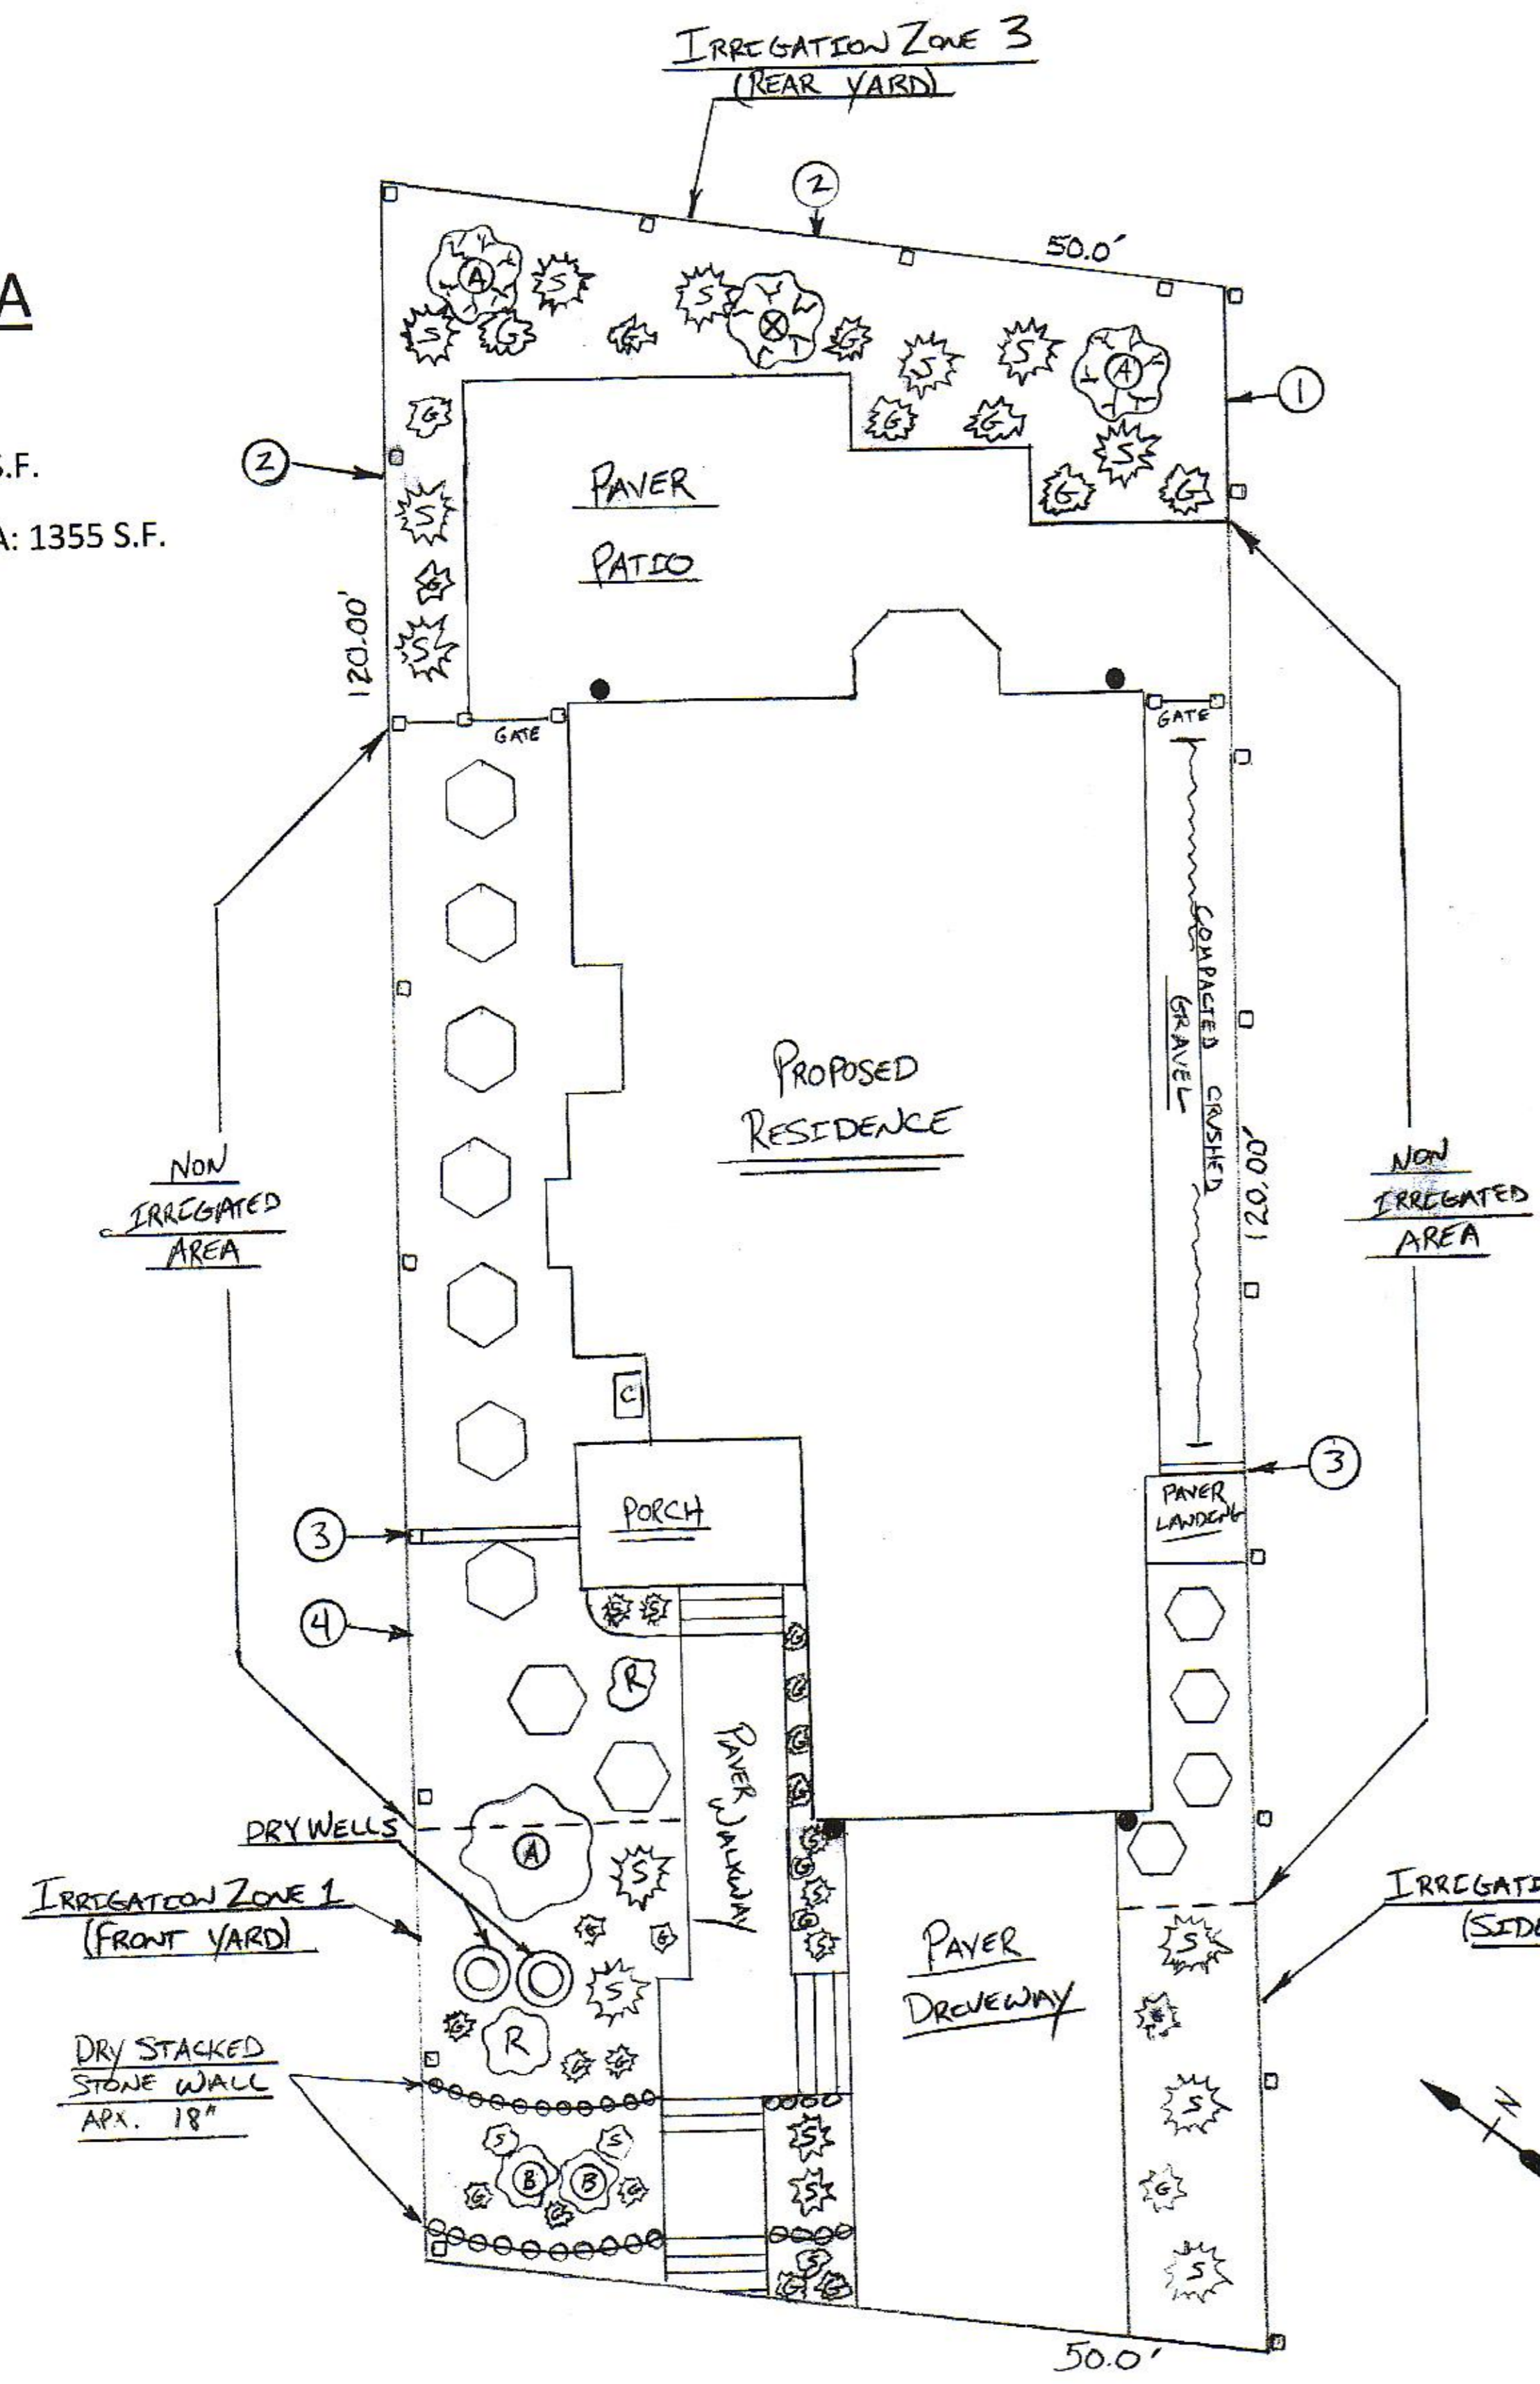 IRRIGATION ZONE 3
(REAR YARD)
2
50.0'
A
A
S
S
S
G
G
X
G
S
S
A
1
G
G
G
S
S.F.
2
PAVER
S
G
G
A: 1355 S.F.
PATIO
G
S
120.00'
GATE
GATE
COMPACTED CRUSHED
GRAVEL
PROPOSED
RESIDENCE
NON
IRRIGATED
AREA
120.00'
NON
IRRIGATED
AREA
C
3
PAVER
LANDING
PORCH
3
S S
4
G
R
G
PAVER
WALKWAY
G
G
DRY WELLS
A
S
G
G
S
G
S
IRRIGATION ZONE 1
(FRONT YARD)
G
G
IRRIGATI
(SIDE
PAVER
DRIVEWAY
S
S
G
R
G
G
DRY STACKED
STONE WALL
APX. 18"
S
S
B
B
G
G
G
S
S
S
G
N
S
G
G
S
50.0'